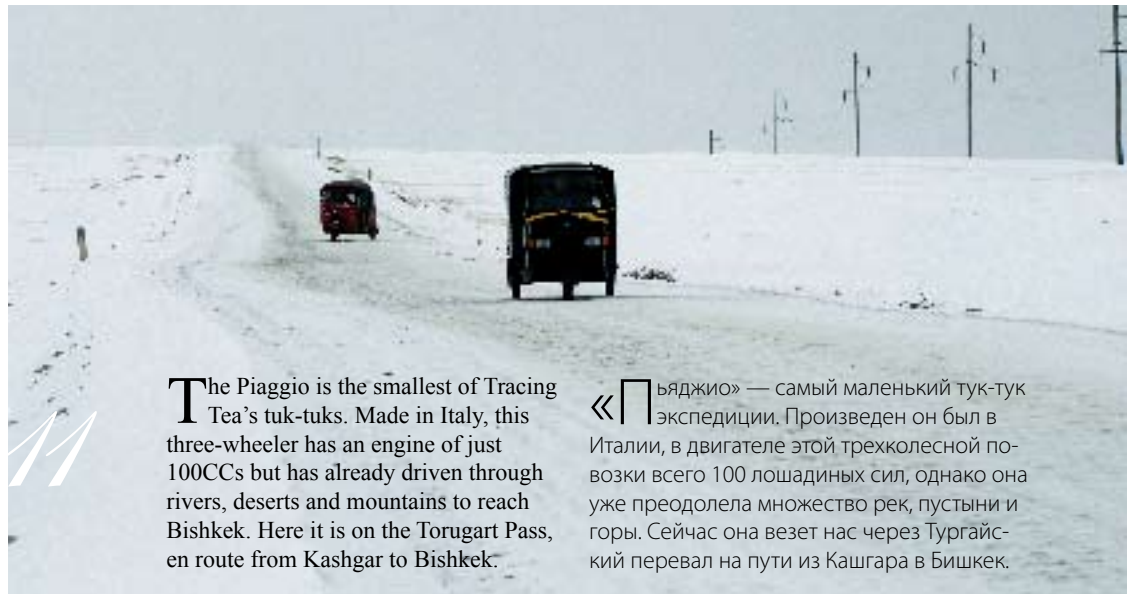 The Piaggio is the smallest of Tracing
Tea's tuk-tuks. Made in Italy, this
three-wheeler has an engine of just
100CCs but has already driven through
rivers, deserts and mountains to reach
Bishkek. Here it is on the Torugart Pass,
en route from Kashgar to Bishkek.
«Пьяджио» — самый маленький тук-тук
экспедиции. Произведен он был в
Италии, в двигателе этой трехколесной по-
возки всего 100 лошадиных сил, однако она
уже преодолела множество рек, пустыни и
горы. Сейчас она везет нас через Тургайс-
кий перевал на пути из Кашгара в Бишкек.
11